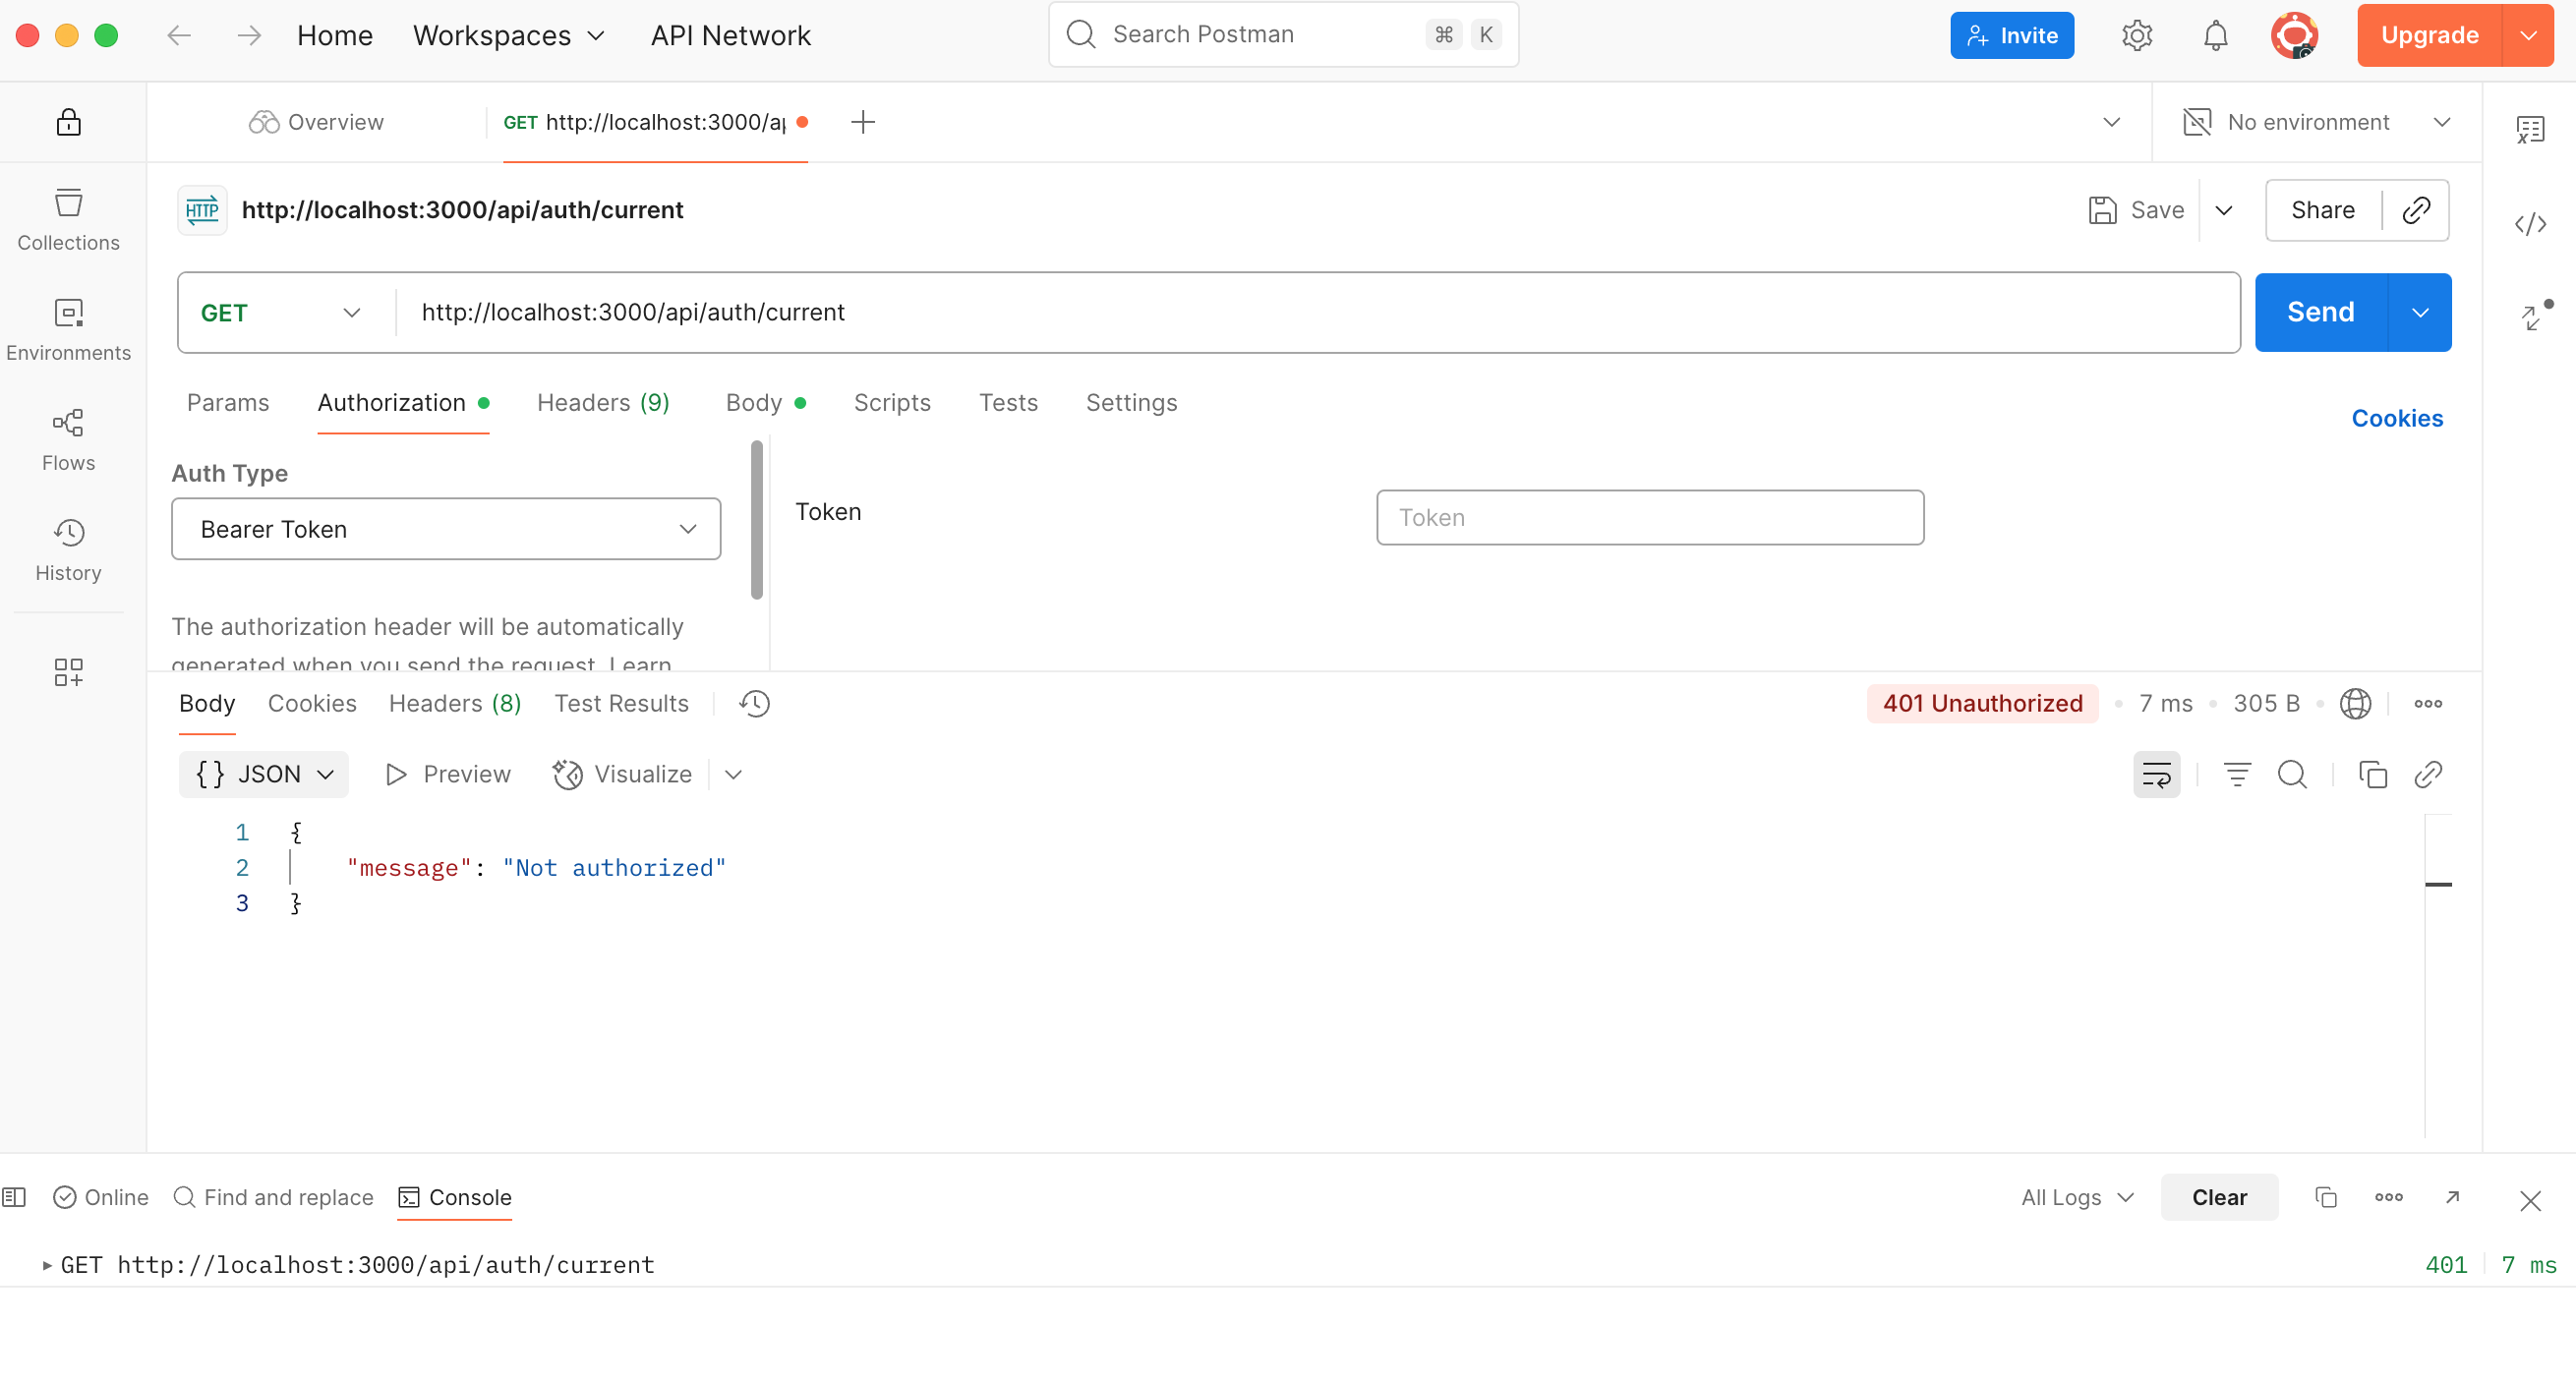 Home Workspaces API Network Search Postman ⌘ K Invite Upgrade
Overview GET http://localhost:3000/a No environment
HTTP http://localhost:3000/api/auth/current Save Share
GET http://localhost:3000/api/auth/current Send
Params Authorization Headers (9) Body Scripts Tests Settings Cookies
Collections
Environments
Flows
History
Auth Type
Bearer Token
The authorization header will be automatically
generated when you send the request. Learn
Token Token
Body Cookies Headers (8) Test Results 401 Unauthorized • 7 ms • 305 B •
{} JSON Preview Visualize
1 {
2 "message": "Not authorized"
3 }
Online Find and replace Console All Logs Clear
GET http://localhost:3000/api/auth/current 401 7 ms